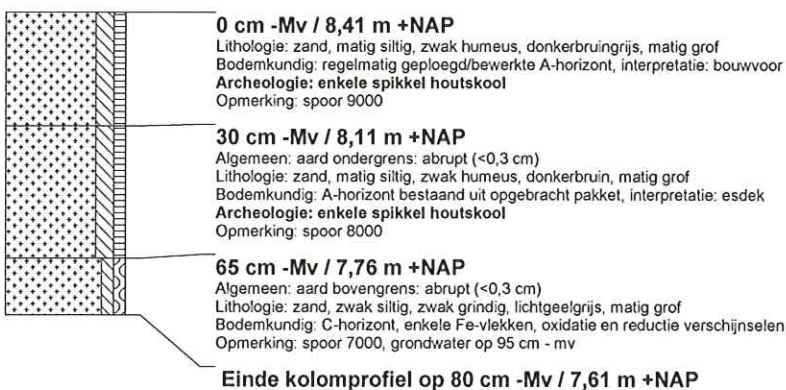 0 cm -Mv / 8,41 m +NAP
Lithologie: zand, matig siltig, zwak humeus, donkerbruingrijs, matig grof
Bodemkundig: regelmatig geploegd/bewerkte A-horizont, interpretatie: bouwvoor
Archeologie: enkele spikkel houtskool
Opmerking: spoor 9000
30 cm -Mv / 8,11 m +NAP
Algemeen: aard ondergrens: abrupt (<0,3 cm)
Lithologie: zand, matig siltig, zwak humeus, donkerbruin, matig grof
Bodemkundig: A-horizont bestaand uit opgebracht pakket, interpretatie: esdek
Archeologie: enkele spikkel houtskool
Opmerking: spoor 8000
65 cm -Mv / 7,76 m +NAP
Algemeen: aard bovengrens: abrupt (<0,3 cm)
Lithologie: zand, zwak siltig, zwak grindig, lichtgeelgrijs, matig grof
Bodemkundig: C-horizont, enkele Fe-vlekken, oxidatie en reductie verschijnselen
Opmerking: spoor 7000, grondwater op 95 cm - mv
Einde kolomprofiel op 80 cm -Mv / 7,61 m +NAP